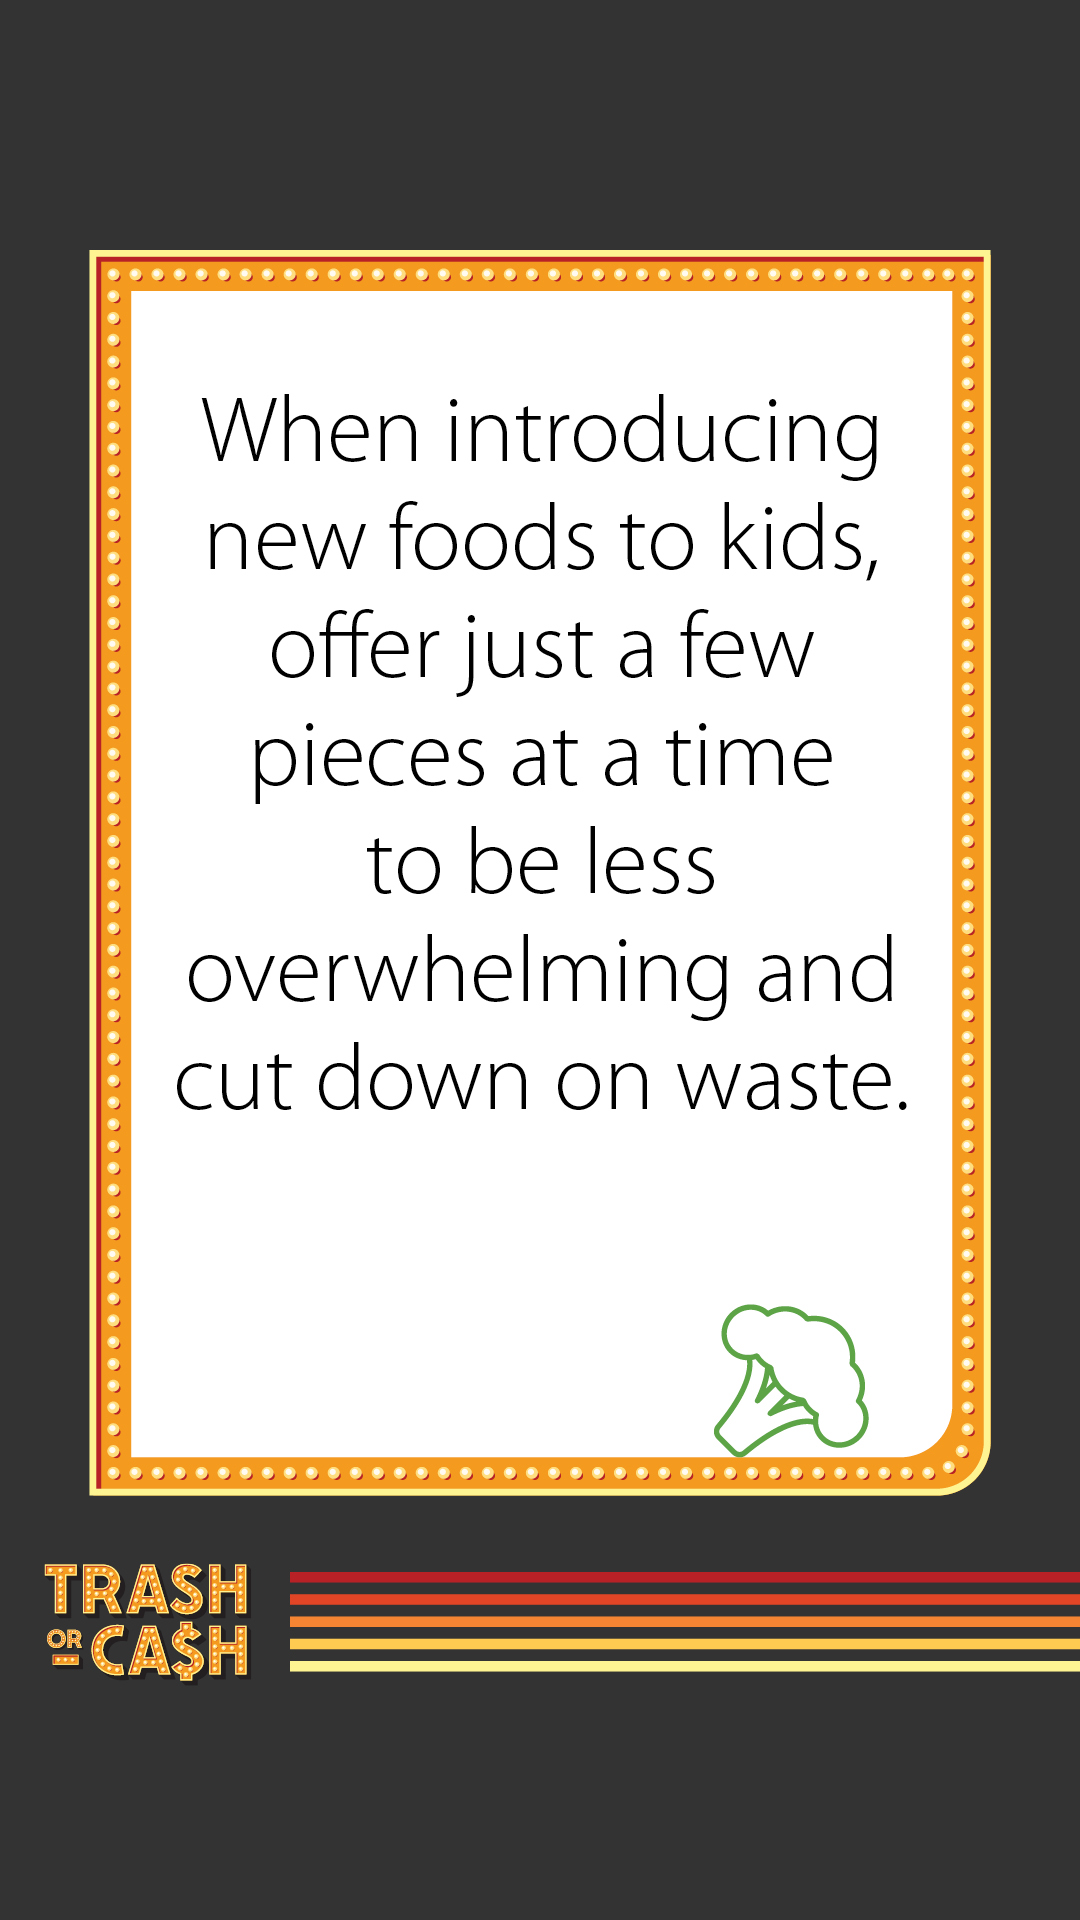 When introducing
new foods to kids,
offer just a few
pieces at a time
to be less
overwhelming and
cut down on waste.
TRASH
OR CA$H